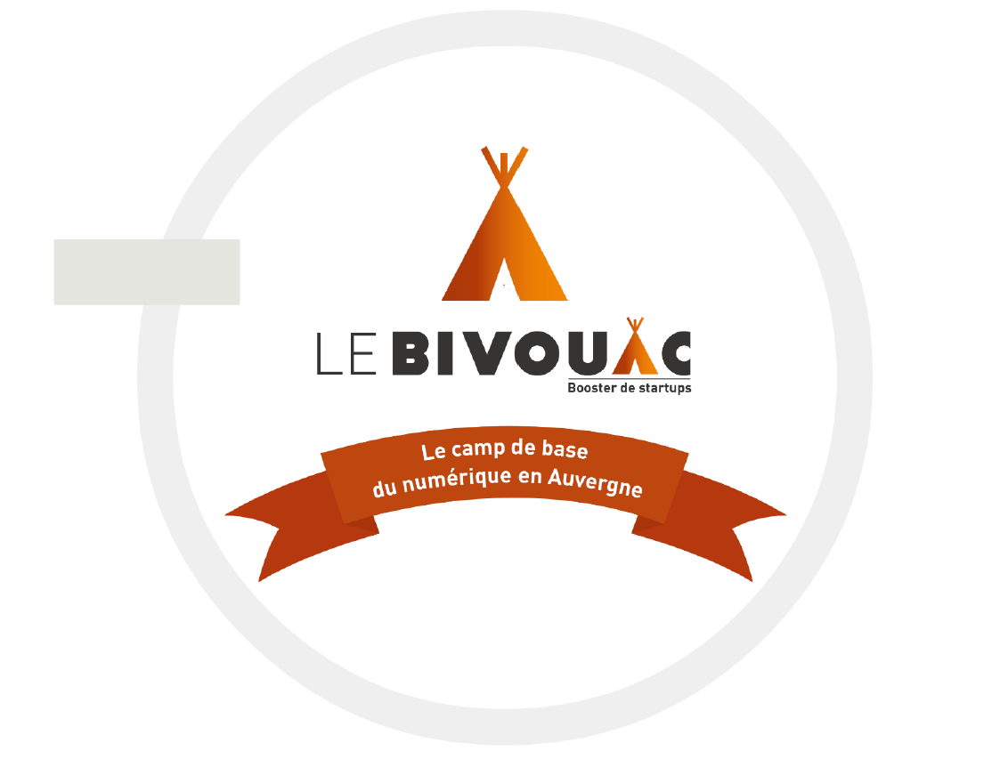 LE BIVOUAC
Booster de startups
Le camp de base
du numérique en Auvergne